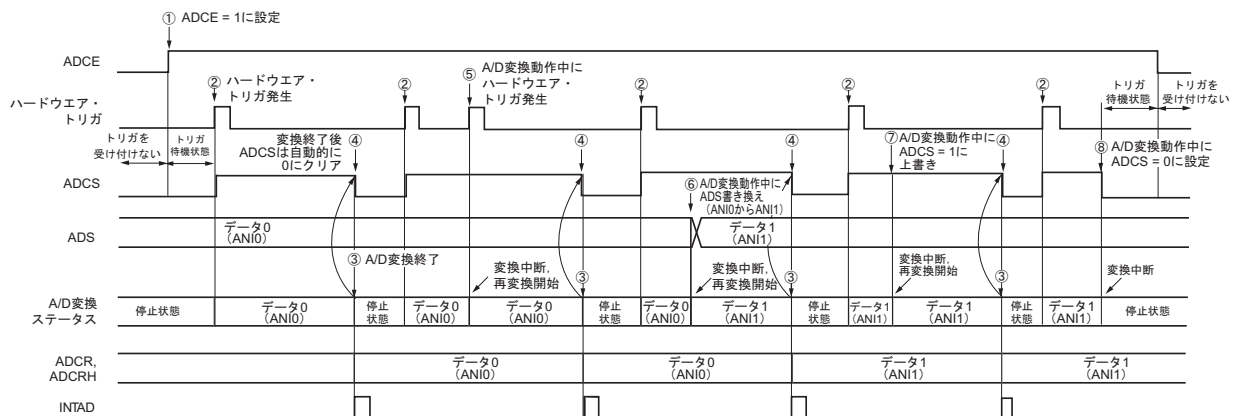 ① ADCE = 1に設定
ADCE
② ハードウエア・
トリガ発生
②
⑤ A/D変換動作中に
ハードウエア・
トリガ発生
②
②
②
トリガ
待機状態
トリガを
受け付けない
ハードウエア・
トリガ
トリガを
受け付けない
トリガ
待機状態
変換終了後 ④
ADCSは自動的に
0にクリア
④
④
⑦ A/D変換動作中に
ADCS = 1に
上書き
④
⑧ A/D変換動作中に
ADCS = 0に設定
ADCS
⑥ A/D変換動作中に
ADS書き換え
(ANI0からANI1)
ADS
データ0
(ANI0)
データ1
(ANI1)
③ A/D変換終了
変換中断,
再変換開始
③
変換中断,
再変換開始
③
変換中断,
再変換開始
③
変換中断
A/D変換
ステータス
停止状態
データ0
(ANI0)
停止
状態
データ0
(ANI0)
データ0
(ANI0)
停止
状態
データ0
(ANI0)
データ1
(ANI1)
停止
状態
データ1
(ANI1)
データ1
(ANI1)
停止
状態
データ1
(ANI1)
停止状態
ADCR,
ADCRH
データ0
(ANI0)
データ0
(ANI0)
データ1
(ANI1)
データ1
(ANI1)
INTAD